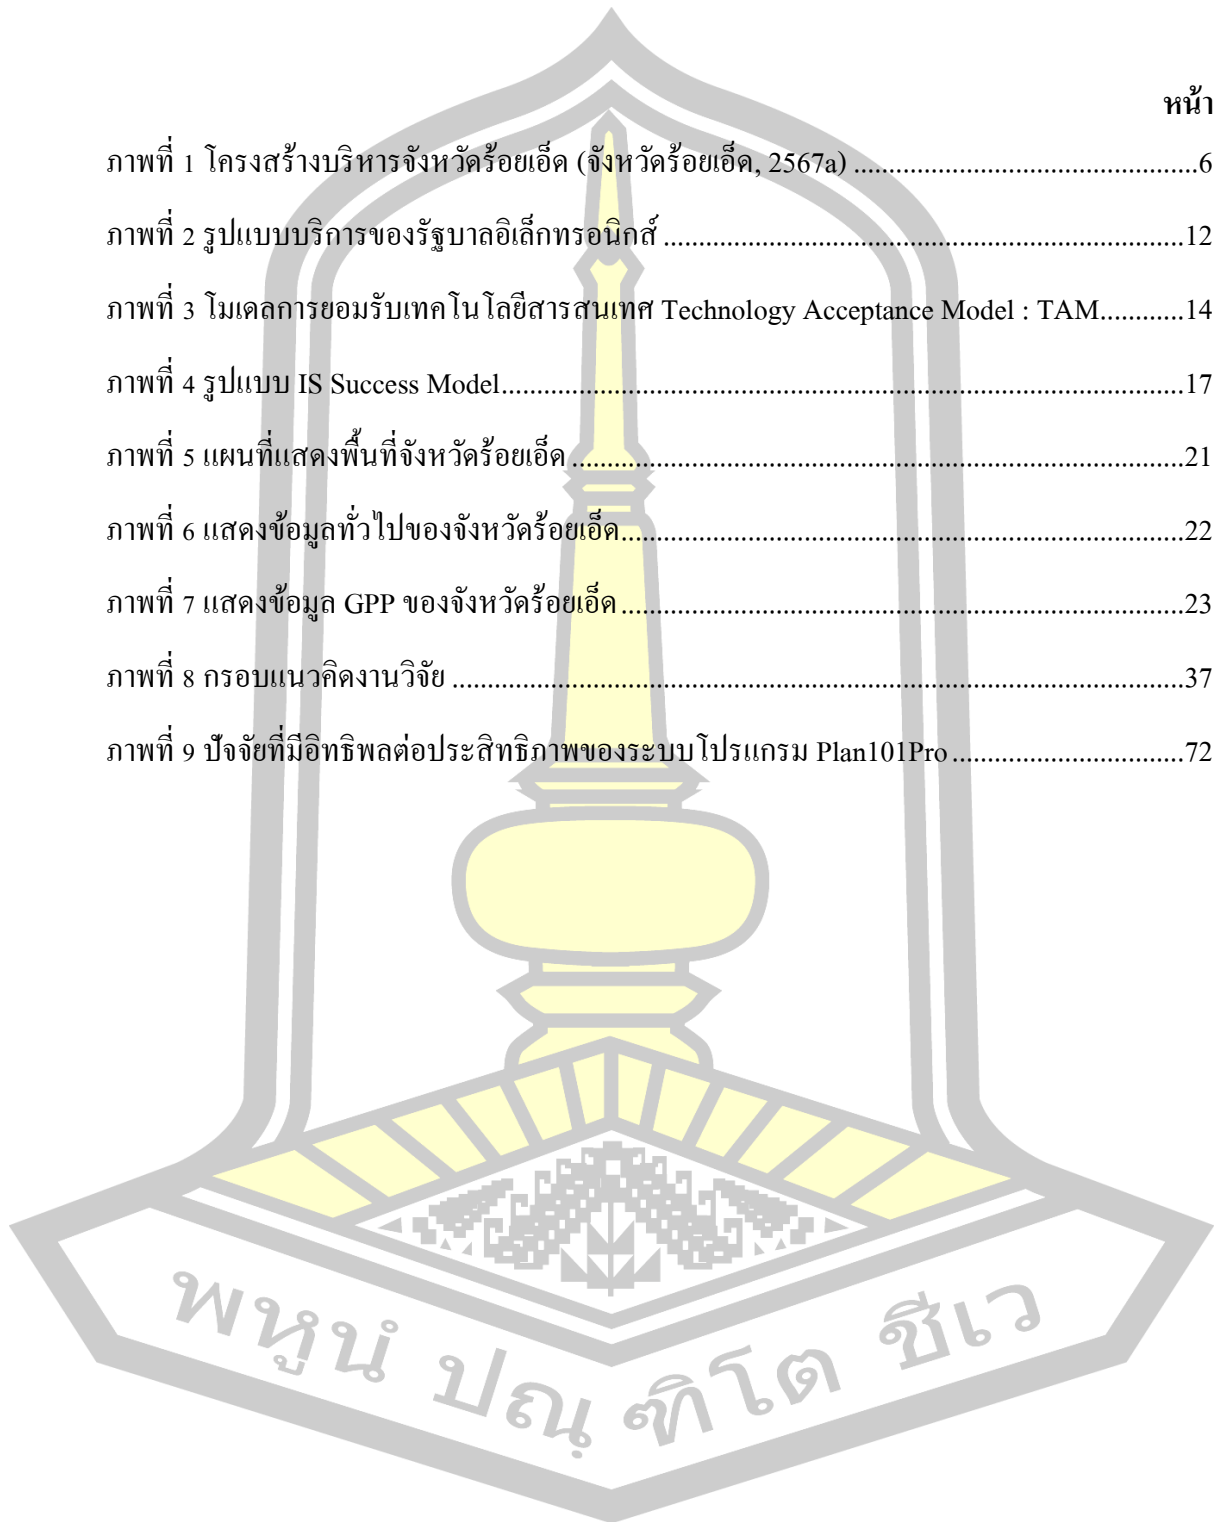 หน้า
ภาพที่ 1 โครงสร้างบริหารจังหวัดร้อยเอ็ด (จังหวัดร้อยเอ็ด, 2567a) ..............................................6
ภาพที่ 2 รูปแบบบริการของรัฐบาลอิเล็กทรอนิกส์ ......................................................................12
ภาพที่ 3 โมเดลการยอมรับเทคโนโลยีสารสนเทศ Technology Acceptance Model : TAM............14
ภาพที่ 4 รูปแบบ IS Success Model...........................................................................................17
ภาพที่ 5 แผนที่แสดงพื้นที่จังหวัดร้อยเอ็ด..................................................................................21
ภาพที่ 6 แสดงข้อมูลทั่วไปของจังหวัดร้อยเอ็ด...........................................................................22
ภาพที่ 7 แสดงข้อมูล GPP ของจังหวัดร้อยเอ็ด...........................................................................23
ภาพที่ 8 กรอบแนวคิดงานวิจัย ..................................................................................................37
ภาพที่ 9 ปัจจัยที่มีอิทธิพลต่อประสิทธิภาพของระบบโปรแกรม Plan101Pro ...............................72
พหูนํ ปณฺฑิโต ชีเว